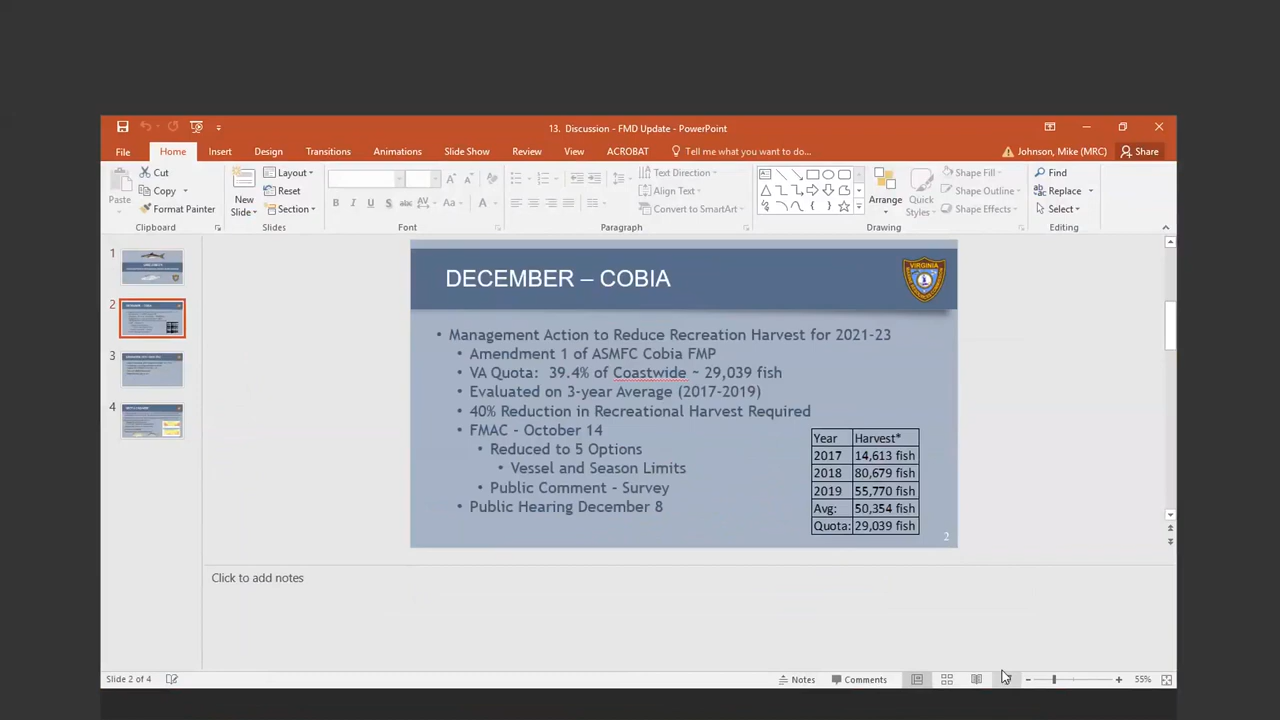 13. Discussion - FMD Update - PowerPoint
Johnson, Mike (MRC)
Share
File Home Insert Design Transitions Animations Slide Show Review View ACROBAT Tell me what you want to do...
Paste
Cut
Copy
Format Painter
Clipboard
New Slide
Layout
Reset
Section
Slides
B I U S abc AV Aa A
Font
Text Direction
Align Text
Convert to SmartArt
Paragraph
Arrange
Quick Styles
Shape Fill
Shape Outline
Shape Effects
Drawing
Find
Replace
Select
Editing
1
2
3
4
DECEMBER – COBIA
VIRGINIA
• Management Action to Reduce Recreation Harvest for 2021-23
• Amendment 1 of ASMFC Cobia FMP
• VA Quota: 39.4% of Coastwide ~ 29,039 fish
• Evaluated on 3-year Average (2017-2019)
• 40% Reduction in Recreational Harvest Required
• FMAC - October 14
• Reduced to 5 Options
• Vessel and Season Limits
• Public Comment - Survey
• Public Hearing December 8
Year Harvest*
2017 14,613 fish
2018 80,679 fish
2019 55,770 fish
Avg: 50,354 fish
Quota: 29,039 fish
2
Click to add notes
Slide 2 of 4
Notes
Comments
55%